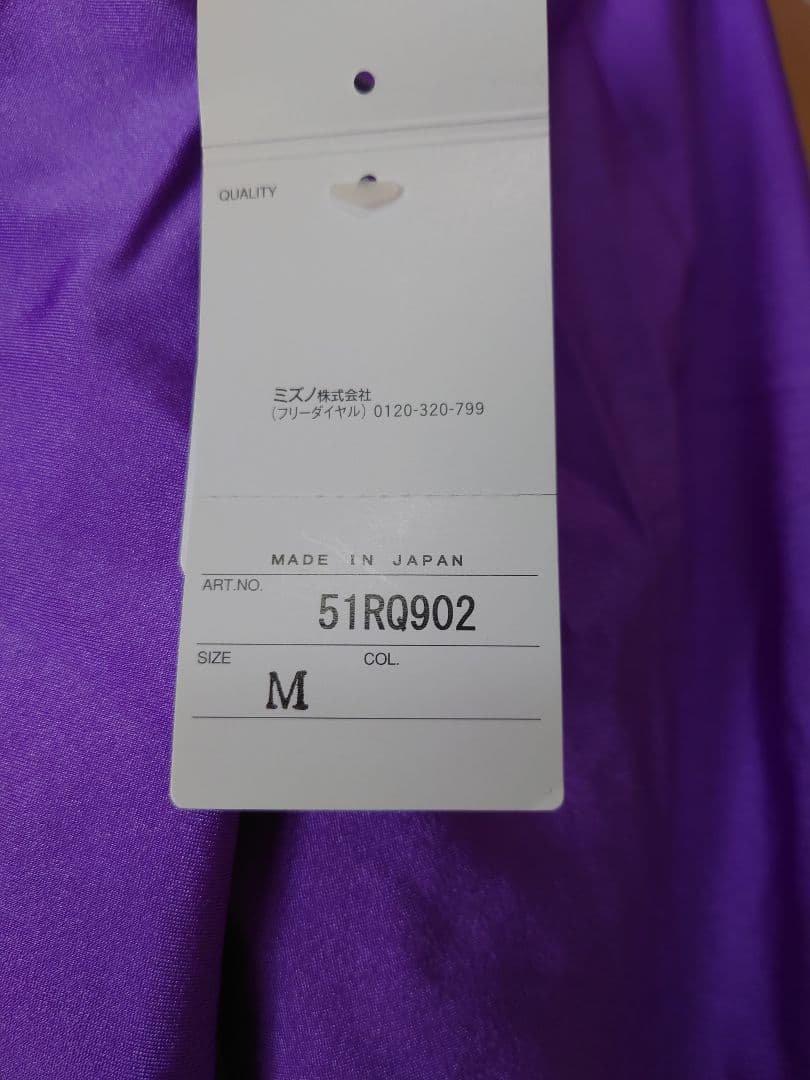 QUALITY
ミズノ株式会社
(フリーダイヤル) 0120-320-799
MADE IN JAPAN
ART.NO.
51RQ902
SIZE COL.
M